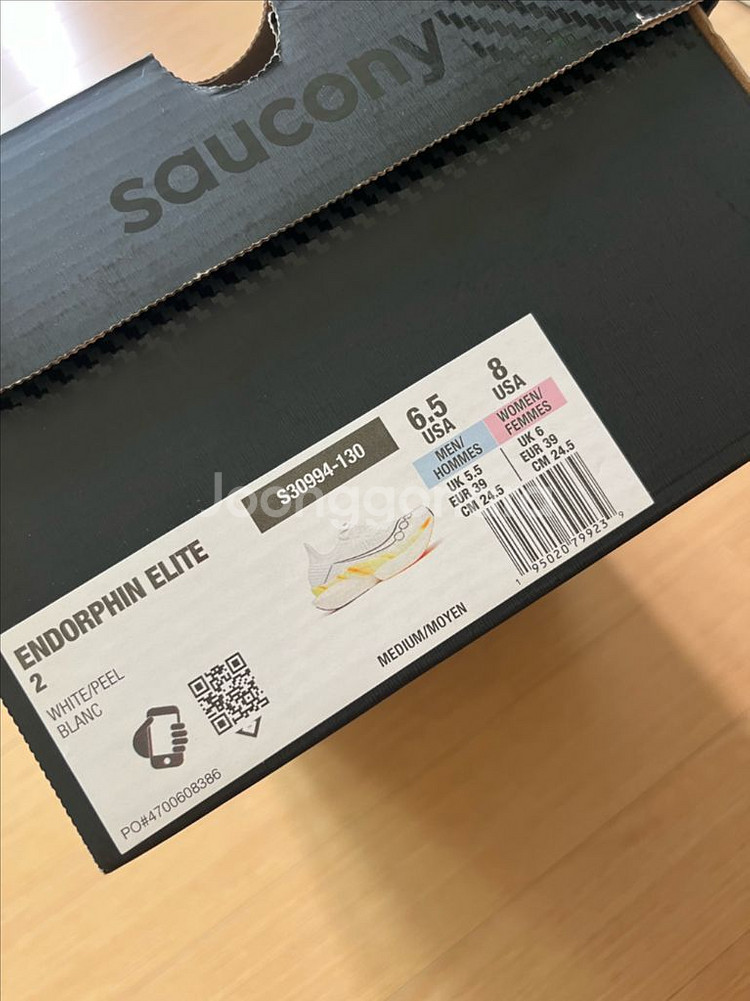 saucony
S30994-130
6.5
USA
MEN/
HOMMES
UK 5.5
EUR 39
CM 24.5
8
USA
WOMEN/
FEMMES
UK 6
EUR 39
CM 24.5
1 95020 79923 9
ENDORPHIN ELITE
2
WHITE/PEEL
BLANC
MEDIUM/MOYEN
PO#4700608386